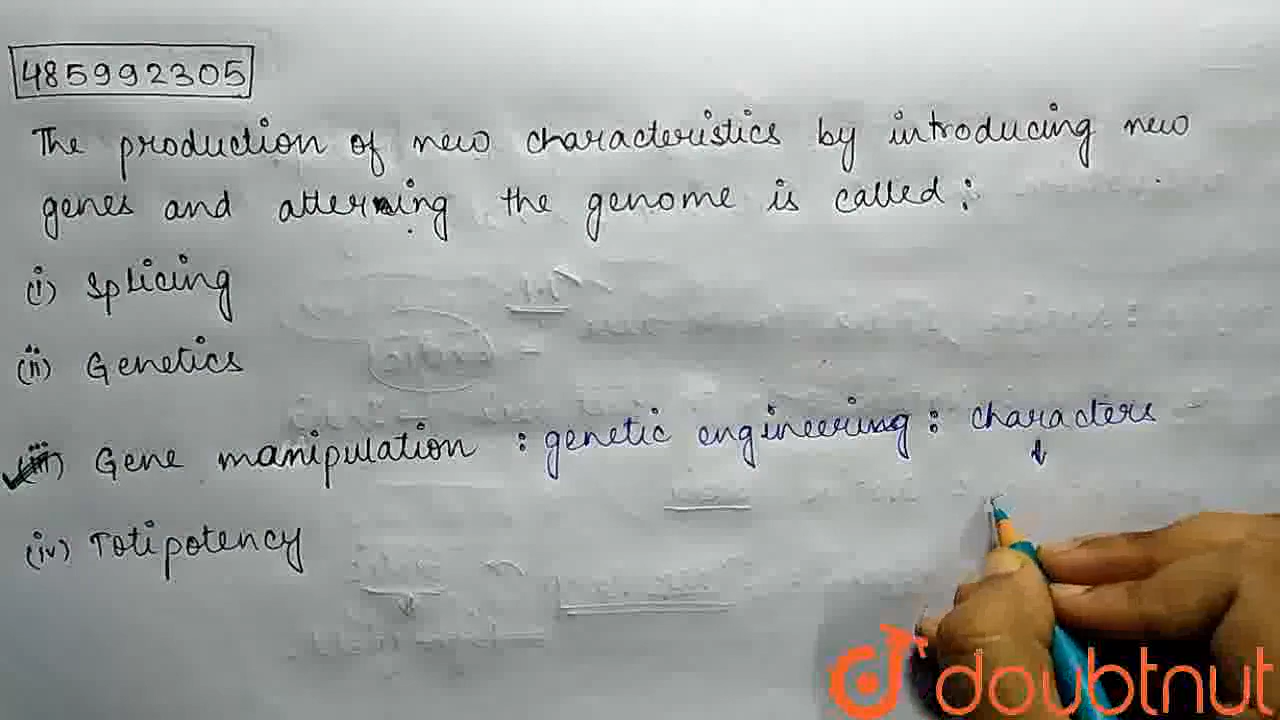 485992305
The production of new characteristics by introducing new
genes and altering the genome is called :
(i) Splicing
(ii) Genetics
(iii) Gene manipulation : genetic engineering : characters
(iv) Totipotency
doubtnut